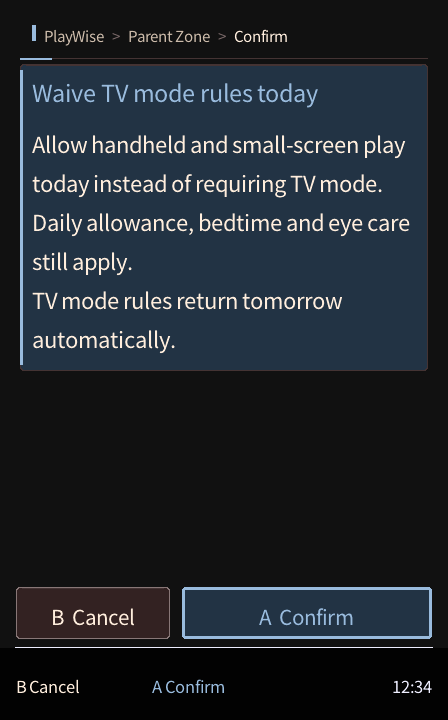 PlayWise > Parent Zone > Confirm
Waive TV mode rules today
Allow handheld and small-screen play
today instead of requiring TV mode.
Daily allowance, bedtime and eye care
still apply.
TV mode rules return tomorrow
automatically.
B Cancel
A Confirm
B Cancel
A Confirm
12:34